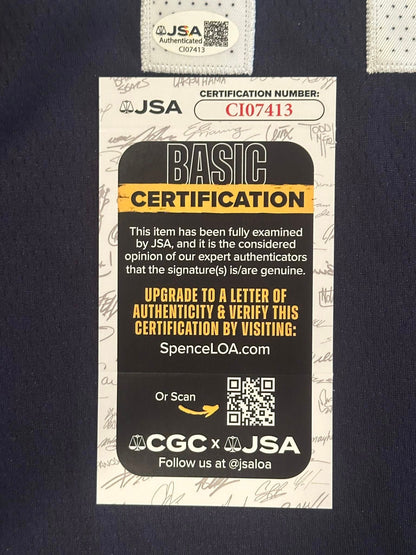 JSA
Authenticated
CI07413
JSA
CERTIFICATION NUMBER:
CI07413
BASIC
CERTIFICATION
This item has been fully examined
by JSA, and it is the considered
opinion of our expert authenticators
that the signature(s) is/are genuine.
UPGRADE TO A LETTER OF
AUTHENTICITY & VERIFY THIS
CERTIFICATION BY VISITING:
SpenceLOA.com
Or Scan
CGC x JSA
Follow us at @jsaloa